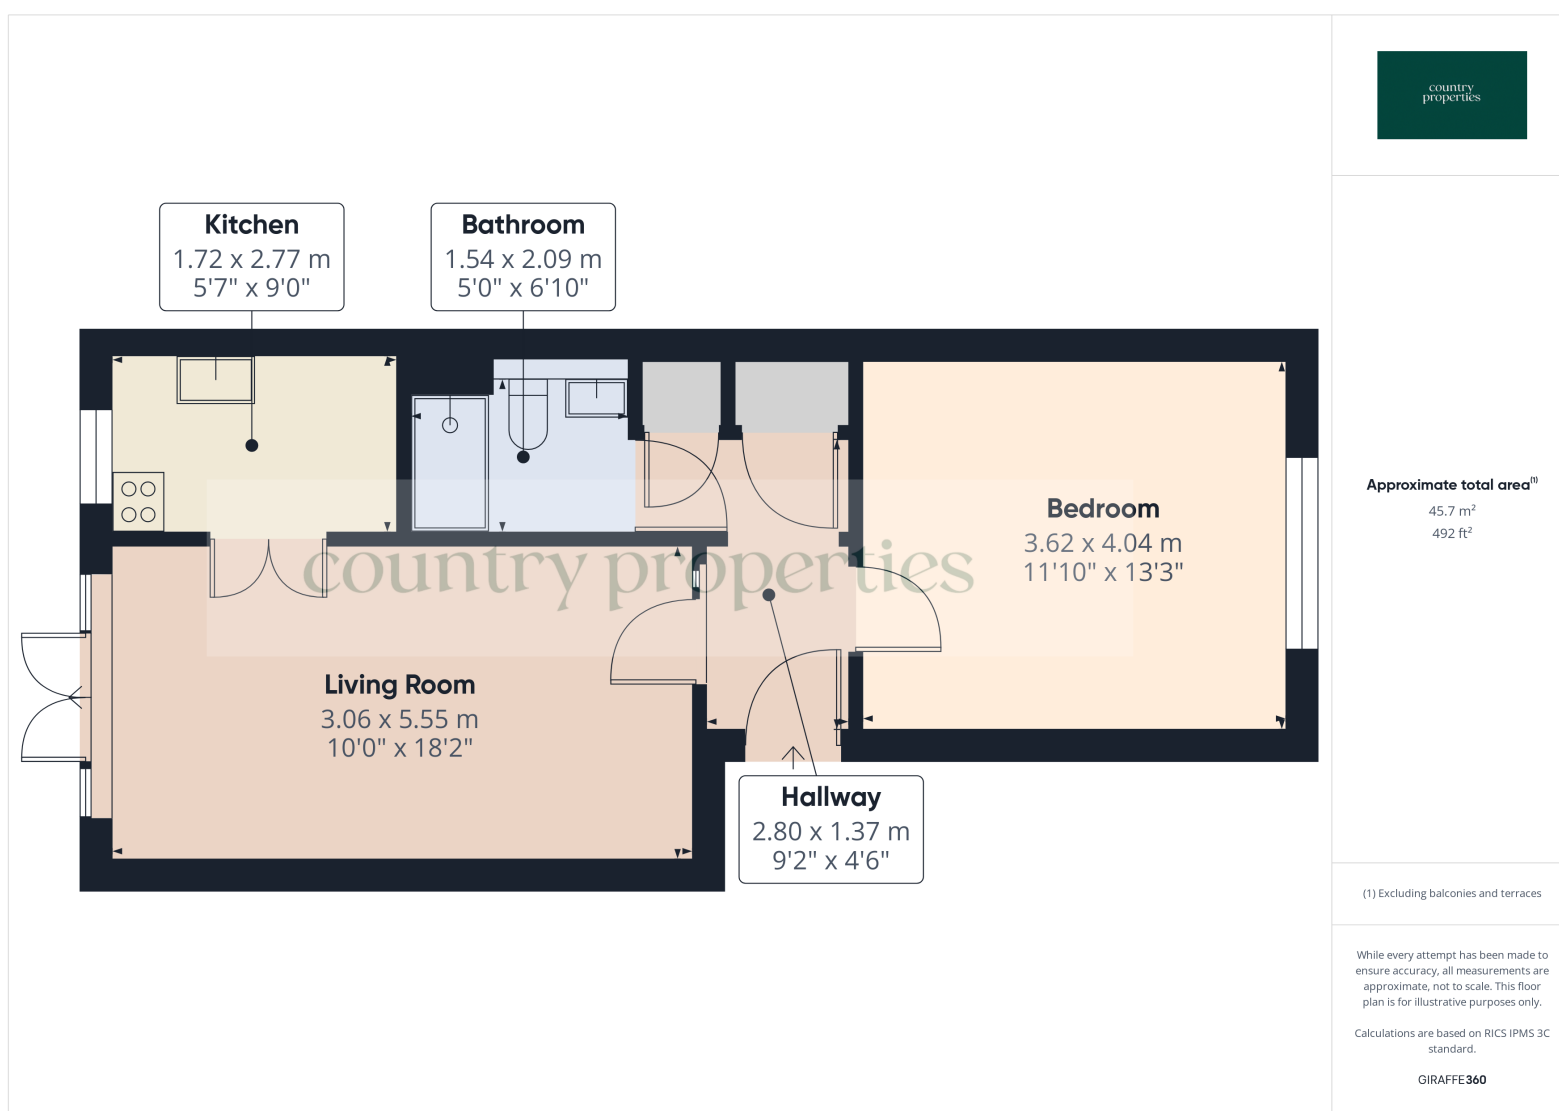 country
properties
Kitchen
1.72 x 2.77 m
5'7" x 9'0"
Bathroom
1.54 x 2.09 m
5'0" x 6'10"
Bedroom
3.62 x 4.04 m
11'10" x 13'3"
country properties
Living Room
3.06 x 5.55 m
10'0" x 18'2"
Hallway
2.80 x 1.37 m
9'2" x 4'6"
Approximate total area(1)
45.7 m²
492 ft²
(1) Excluding balconies and terraces
While every attempt has been made to
ensure accuracy, all measurements are
approximate, not to scale. This floor
plan is for illustrative purposes only.
Calculations are based on RICS IPMS 3C
standard.
GIRAFFE360